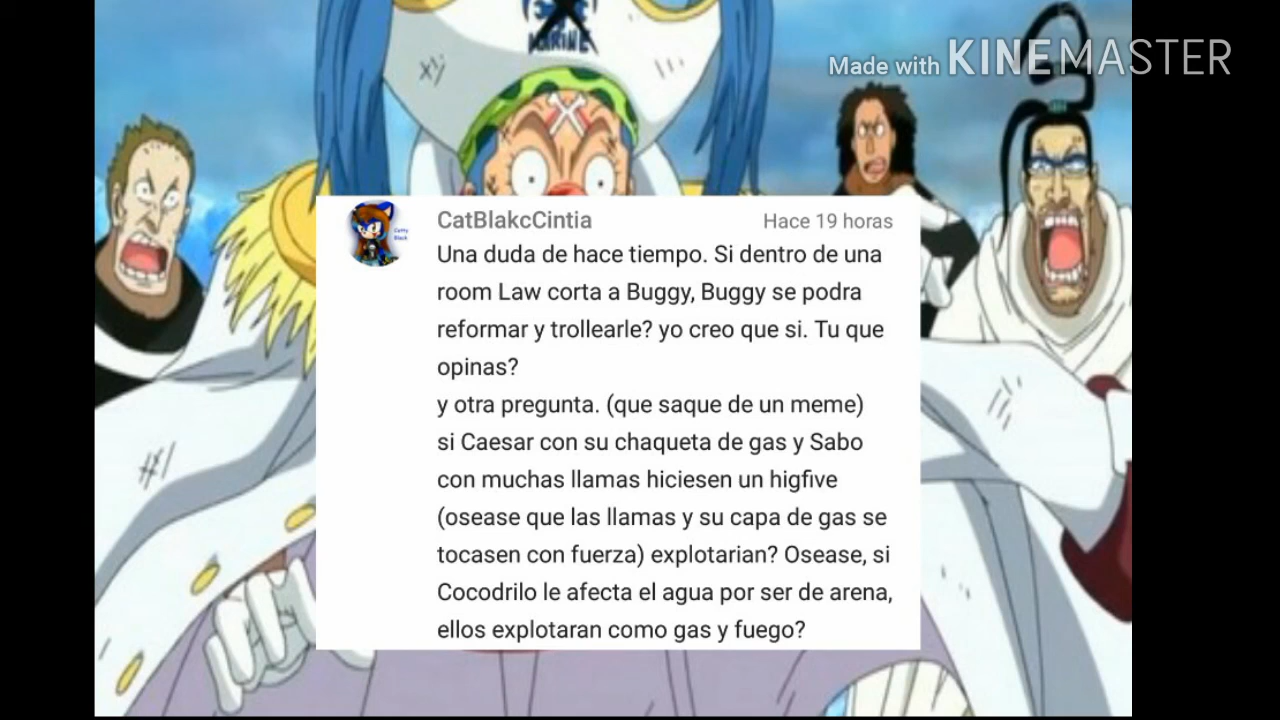 MARINE
Made with KINEMASTER
CatBlakcCintia Hace 19 horas
Una duda de hace tiempo. Si dentro de una
room Law corta a Buggy, Buggy se podra
reformar y trollearle? yo creo que si. Tu que
opinas?
y otra pregunta. (que saque de un meme)
si Caesar con su chaqueta de gas y Sabo
con muchas llamas hiciesen un higfive
(osease que las llamas y su capa de gas se
tocasen con fuerza) explotarian? Osease, si
Cocodrilo le afecta el agua por ser de arena,
ellos explotaran como gas y fuego?